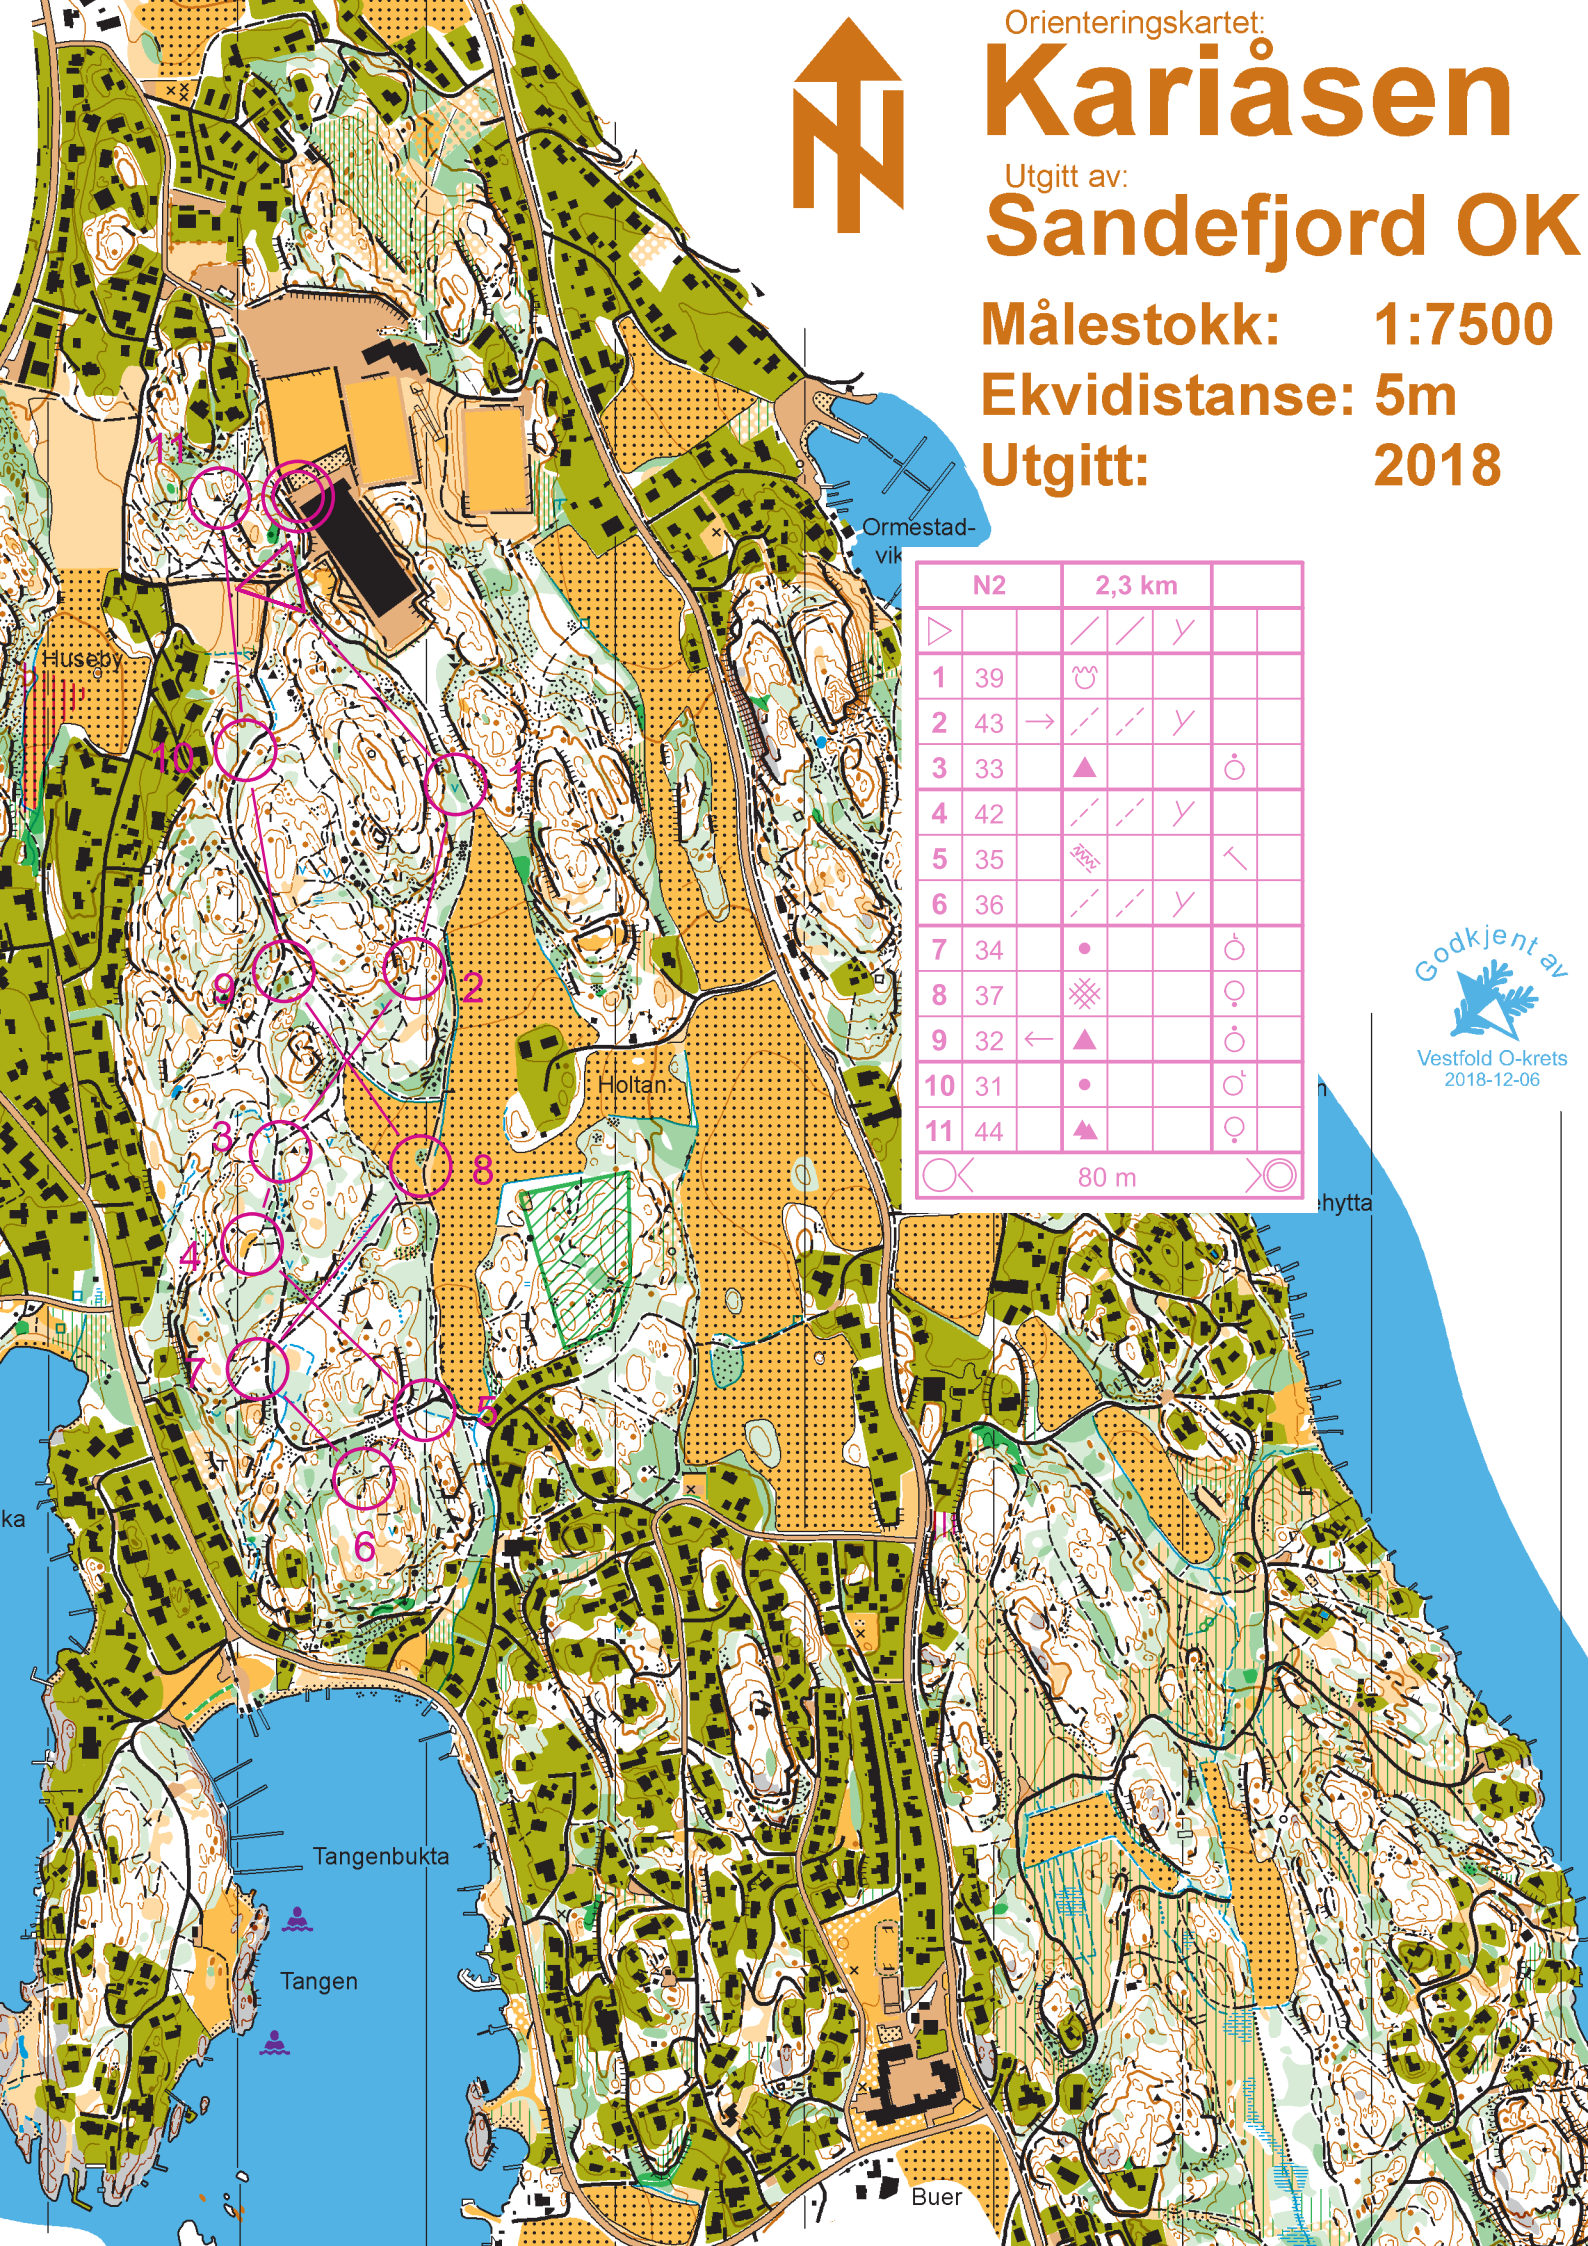 Orienteringskartet:
Kariåsen
Utgitt av:
Sandefjord OK
Målestokk: 1:7500
Ekvidistanse: 5m
Utgitt: 2018
11
Ormestad-
vik
N2 2,3 km
1 39
2 43
3 33
4 42
5 35
6 36
7 34
8 37
9 32
10 31
11 44
80 m
Huseby
10
1
9
2
Godkjent av
Vestfold O-krets
2018-12-06
Holtan
n
3
8
ehytta
4
7
5
6
ka
Tangenbukta
Tangen
Buer